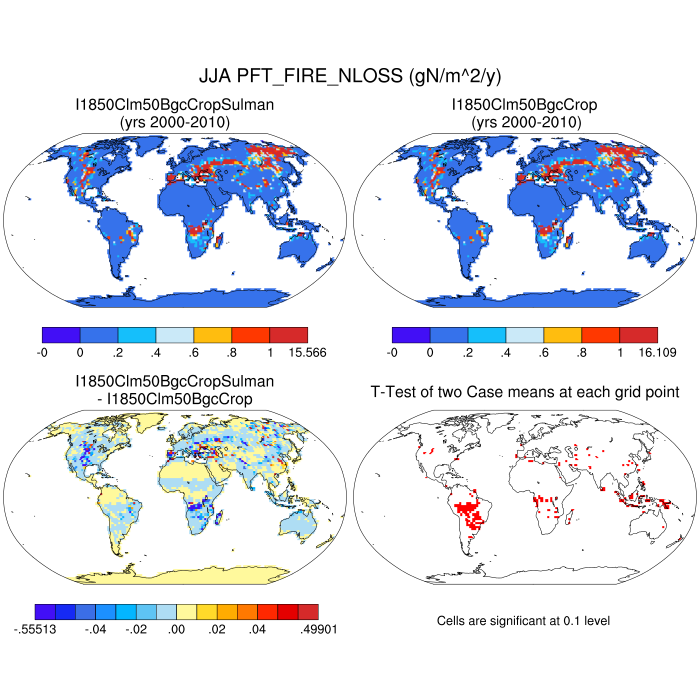 JJA PFT_FIRE_NLOSS (gN/m^2/y)
I1850Clm50BgcCropSulman
(yrs 2000-2010)
I1850Clm50BgcCrop
(yrs 2000-2010)
-0 0 .2 .4 .6 .8 1 15.566
-0 0 .2 .4 .6 .8 1 16.109
I1850Clm50BgcCropSulman
- I1850Clm50BgcCrop
T-Test of two Case means at each grid point
-.55513 -.04 -.02 .00 .02 .04 .49901
Cells are significant at 0.1 level